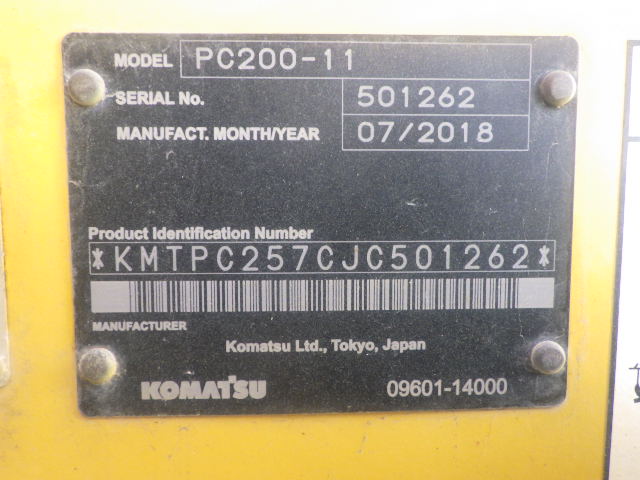 MODEL PC200-11
SERIAL No. 501262
MANUFACT. MONTH/YEAR 07/2018
Product Identification Number
*KMTPC257CJC501262*
MANUFACTURER
Komatsu Ltd., Tokyo, Japan
KOMATSU 09601-14000